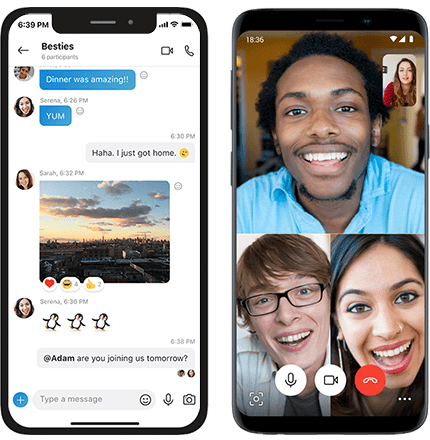 6:39 PM
Besties
6 participants
Dinner was amazing!!
Serena, 6:26 PM
YUM
6:30 PM
Haha. I just got home.
Sarah, 6:32 PM
4
2
Serena, 6:36 PM
6:38 PM
@Adam are you joining us tomorrow?
Type a message
18:36